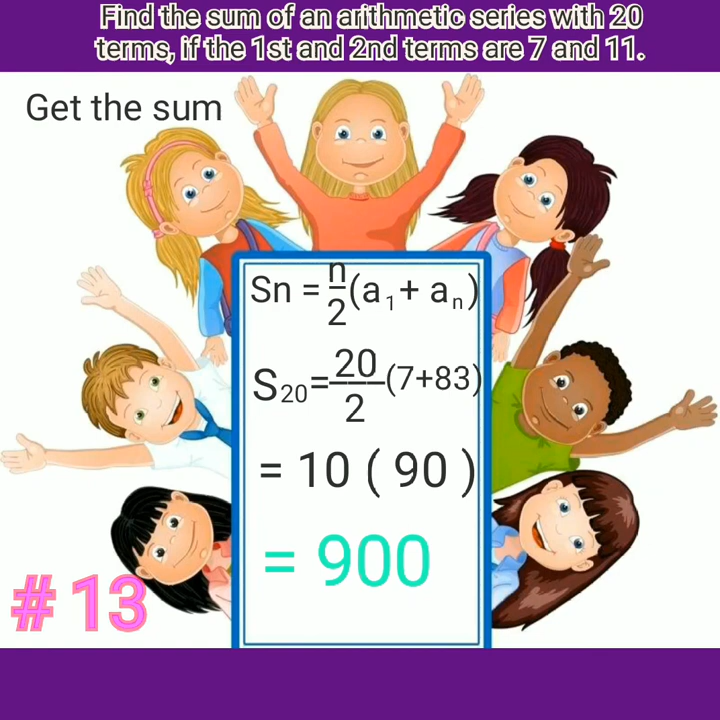 Find the sum of an arithmetic series with 20
terms, if the 1st and 2nd terms are 7 and 11.
Get the sum
Sn = n/2 (a₁ + aₙ)
S₂₀ = 20/2 (7+83)
= 10 ( 90 )
= 900
# 13